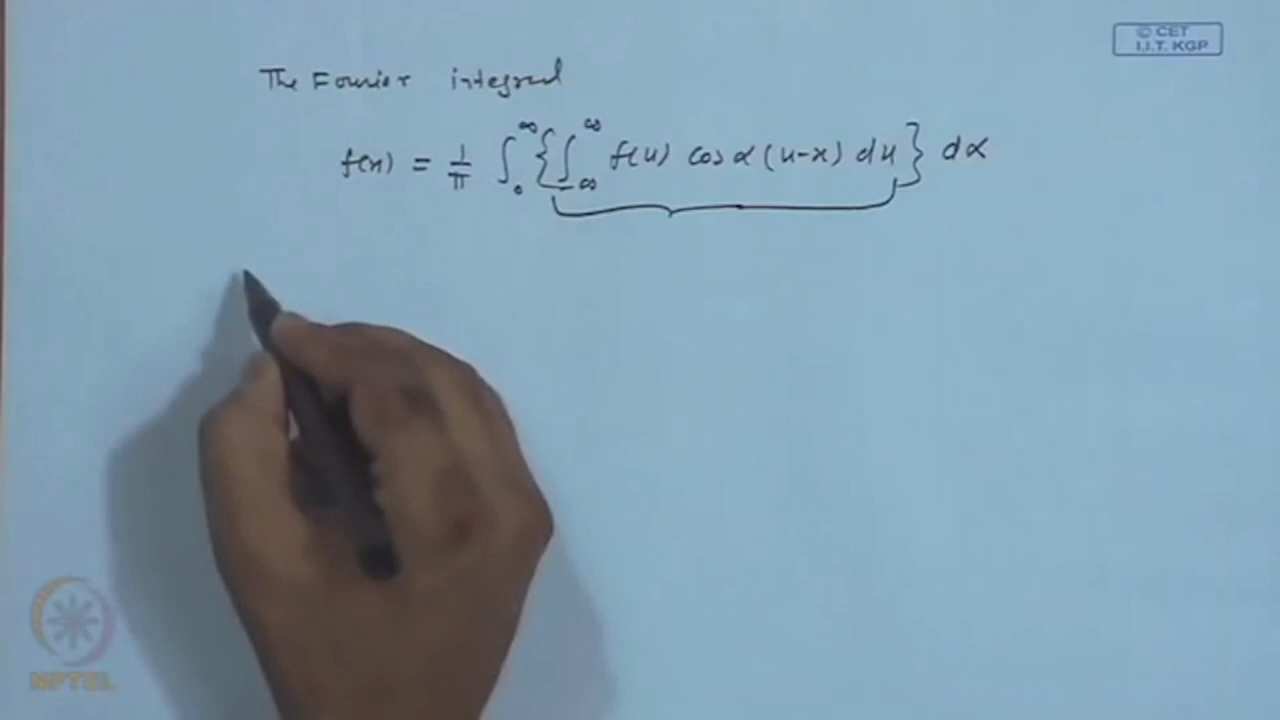 © CET
I.I.T. KGP
The Fourier integral
f(x) = 1/π ∫₀^∞ { ∫₋∞^∞ f(u) cos α (u-x) du } dα
NPTEL